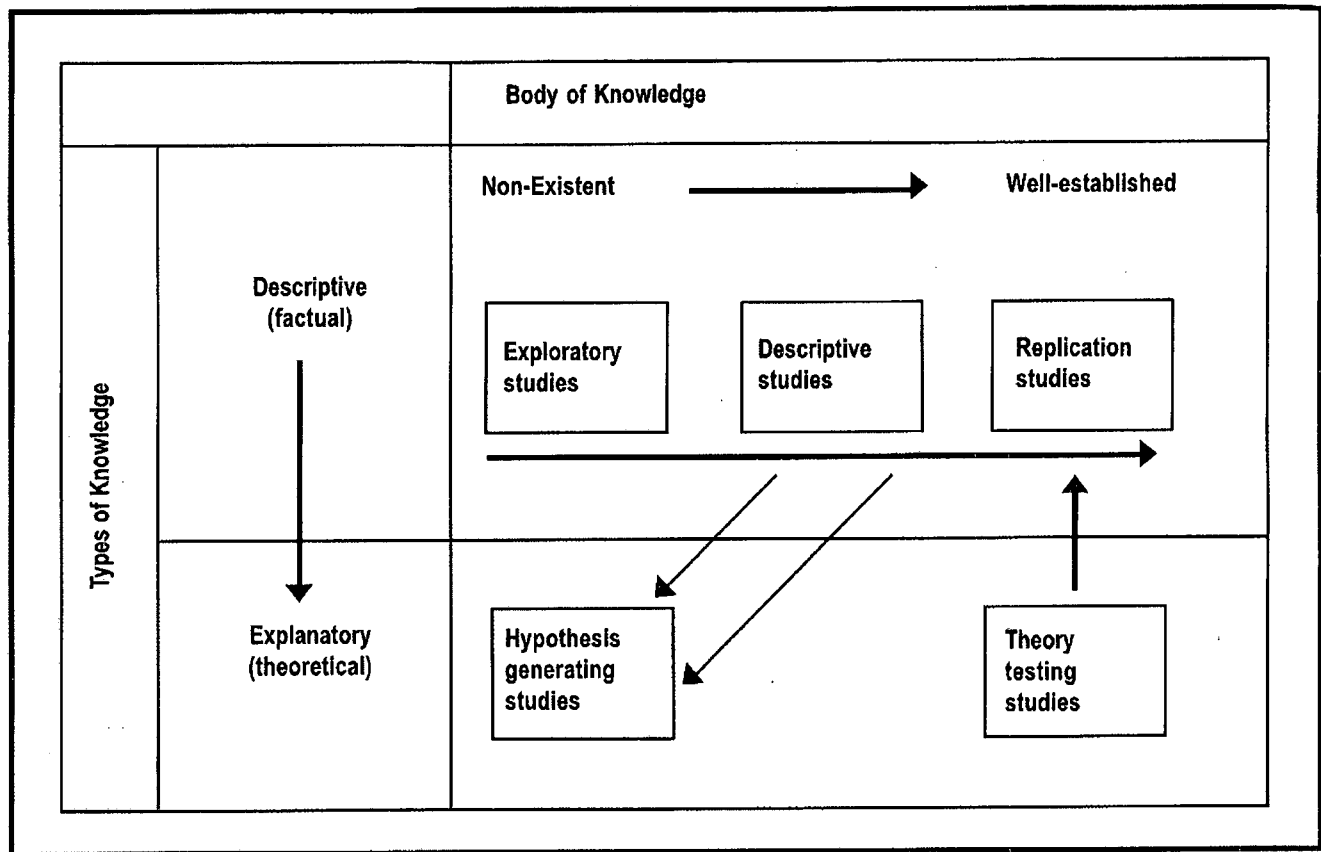 Body of Knowledge
Types of Knowledge
Non-Existent
Well-established
Descriptive
(factual)
Exploratory
studies
Descriptive
studies
Replication
studies
Explanatory
(theoretical)
Hypothesis
generating
studies
Theory
testing
studies